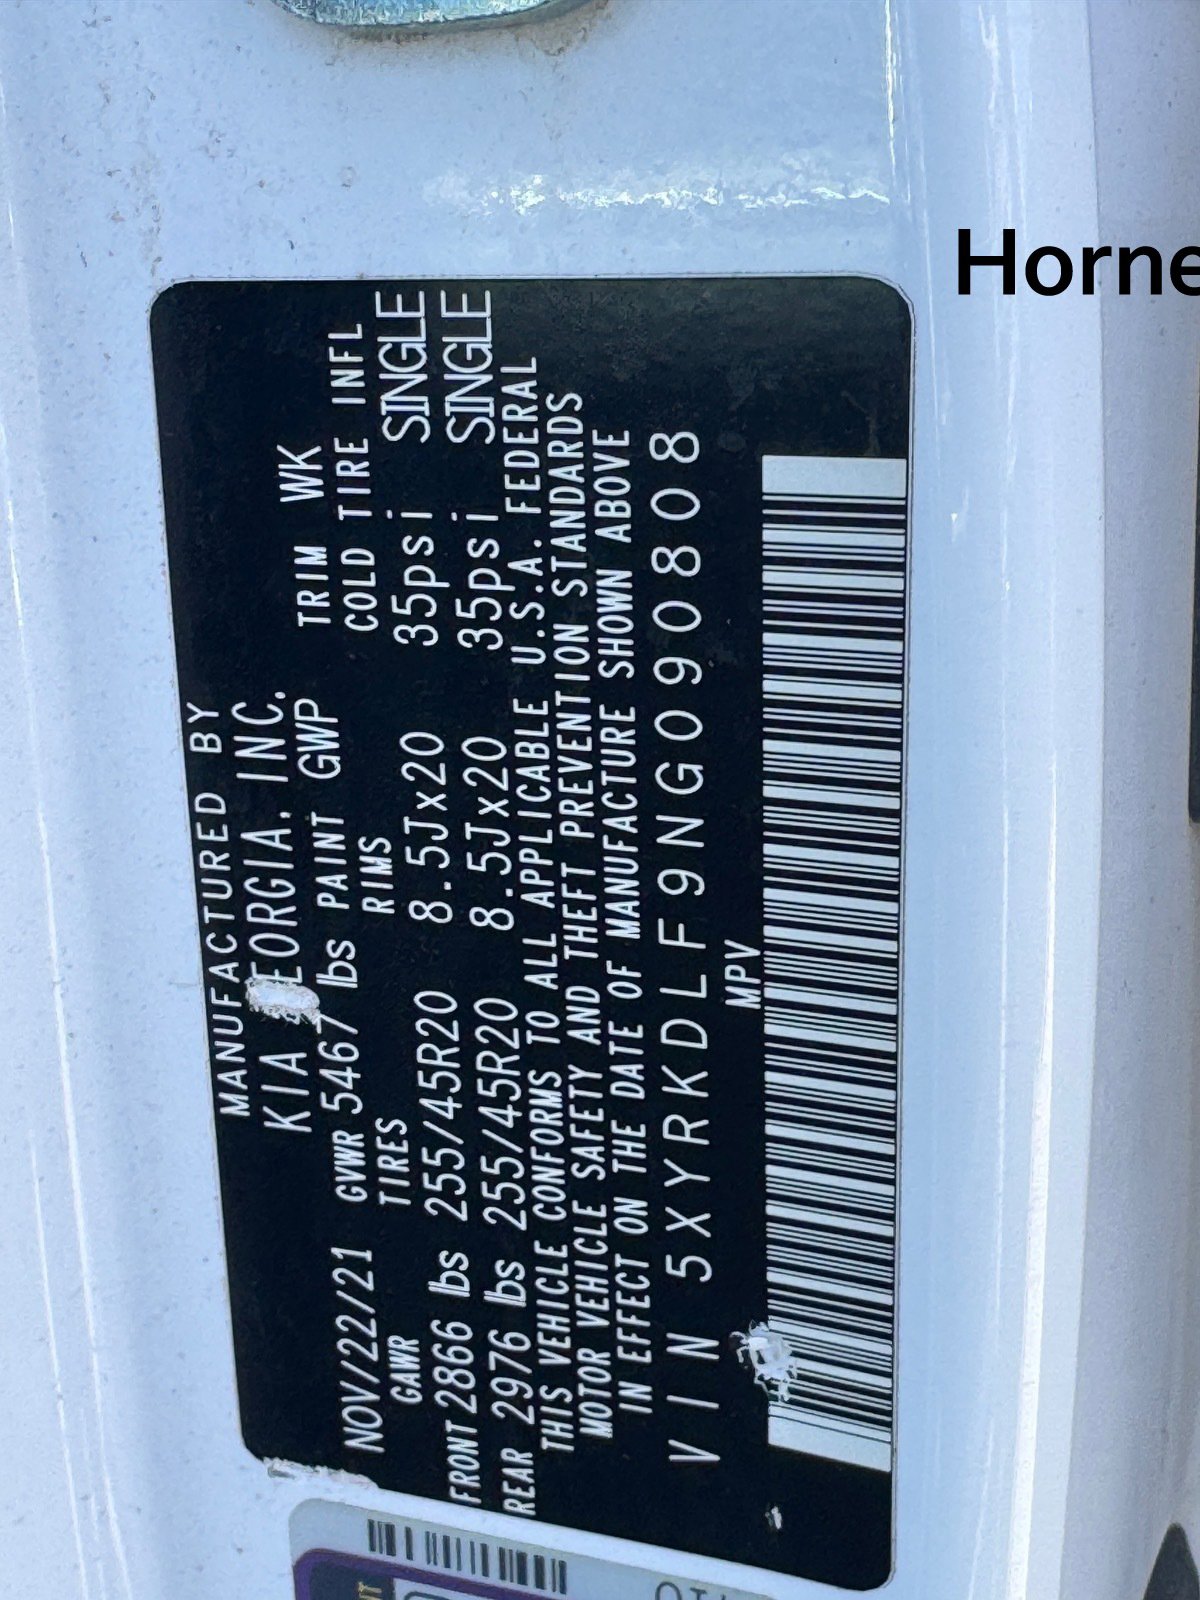 Horne
MANUFACTURED BY
KIA EORGIA, INC.
NOV/22/21 GVWR 5467 lbs PAINT GWP TRIM WK
GAWR TIRES RIMS COLD TIRE INFL
FRONT 2866 lbs 255/45R20 8.5Jx20 35psi SINGLE
REAR 2976 lbs 255/45R20 8.5Jx20 35psi SINGLE
THIS VEHICLE CONFORMS TO ALL APPLICABLE U.S.A. FEDERAL
MOTOR VEHICLE SAFETY AND THEFT PREVENTION STANDARDS
IN EFFECT ON THE DATE OF MANUFACTURE SHOWN ABOVE
VIN 5XYRKDLF9NG090808
MPV